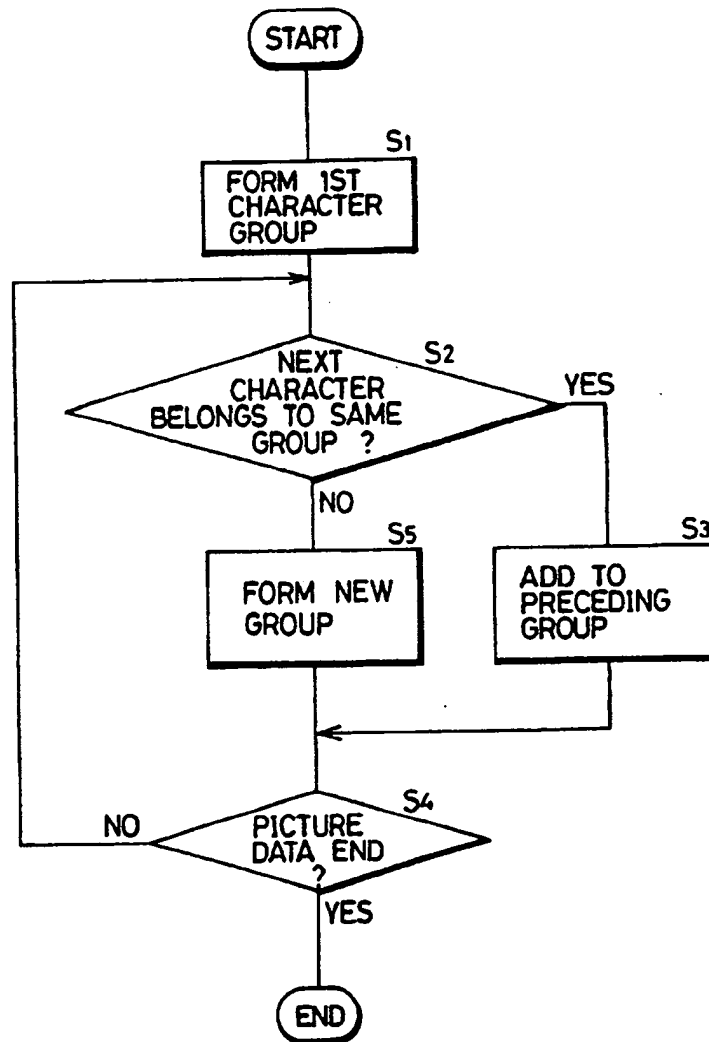 START
S1
FORM 1ST
CHARACTER
GROUP
S2
NEXT
CHARACTER
BELONGS TO SAME
GROUP ?
YES
NO
S5
FORM NEW
GROUP
S3
ADD TO
PRECEDING
GROUP
S4
NO
PICTURE
DATA END
?
YES
END